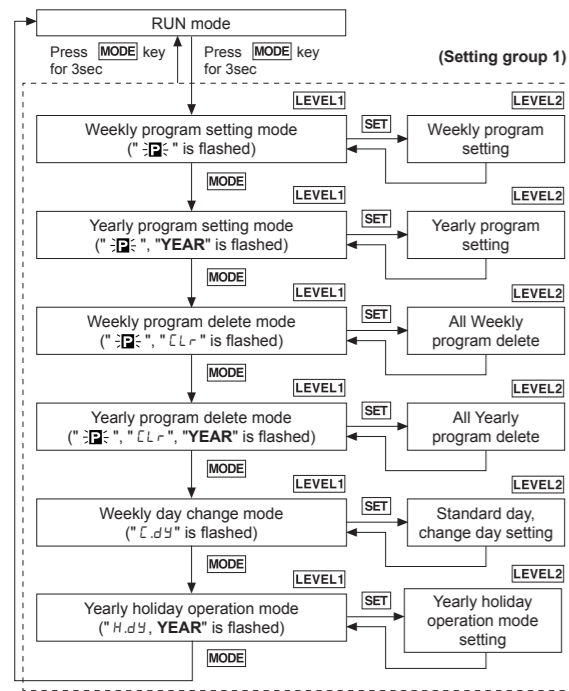 RUN mode
Press MODE key for 3sec
Press MODE key for 3sec
(Setting group 1)
LEVEL1
LEVEL2
Weekly program setting mode
(" P " is flashed)
SET
Weekly program
setting
MODE
LEVEL1
LEVEL2
Yearly program setting mode
(" P ", "YEAR" is flashed)
SET
Yearly program
setting
MODE
LEVEL1
LEVEL2
Weekly program delete mode
(" P ", " CLr " is flashed)
SET
All Weekly
program delete
MODE
LEVEL1
LEVEL2
Yearly program delete mode
(" P ", " CLr ", "YEAR" is flashed)
SET
All Yearly
program delete
MODE
LEVEL1
LEVEL2
Weekly day change mode
(" C.dY" is flashed)
SET
Standard day,
change day setting
MODE
LEVEL1
LEVEL2
Yearly holiday operation mode
(" H.dY, YEAR" is flashed)
SET
Yearly holiday
operation mode
setting
MODE